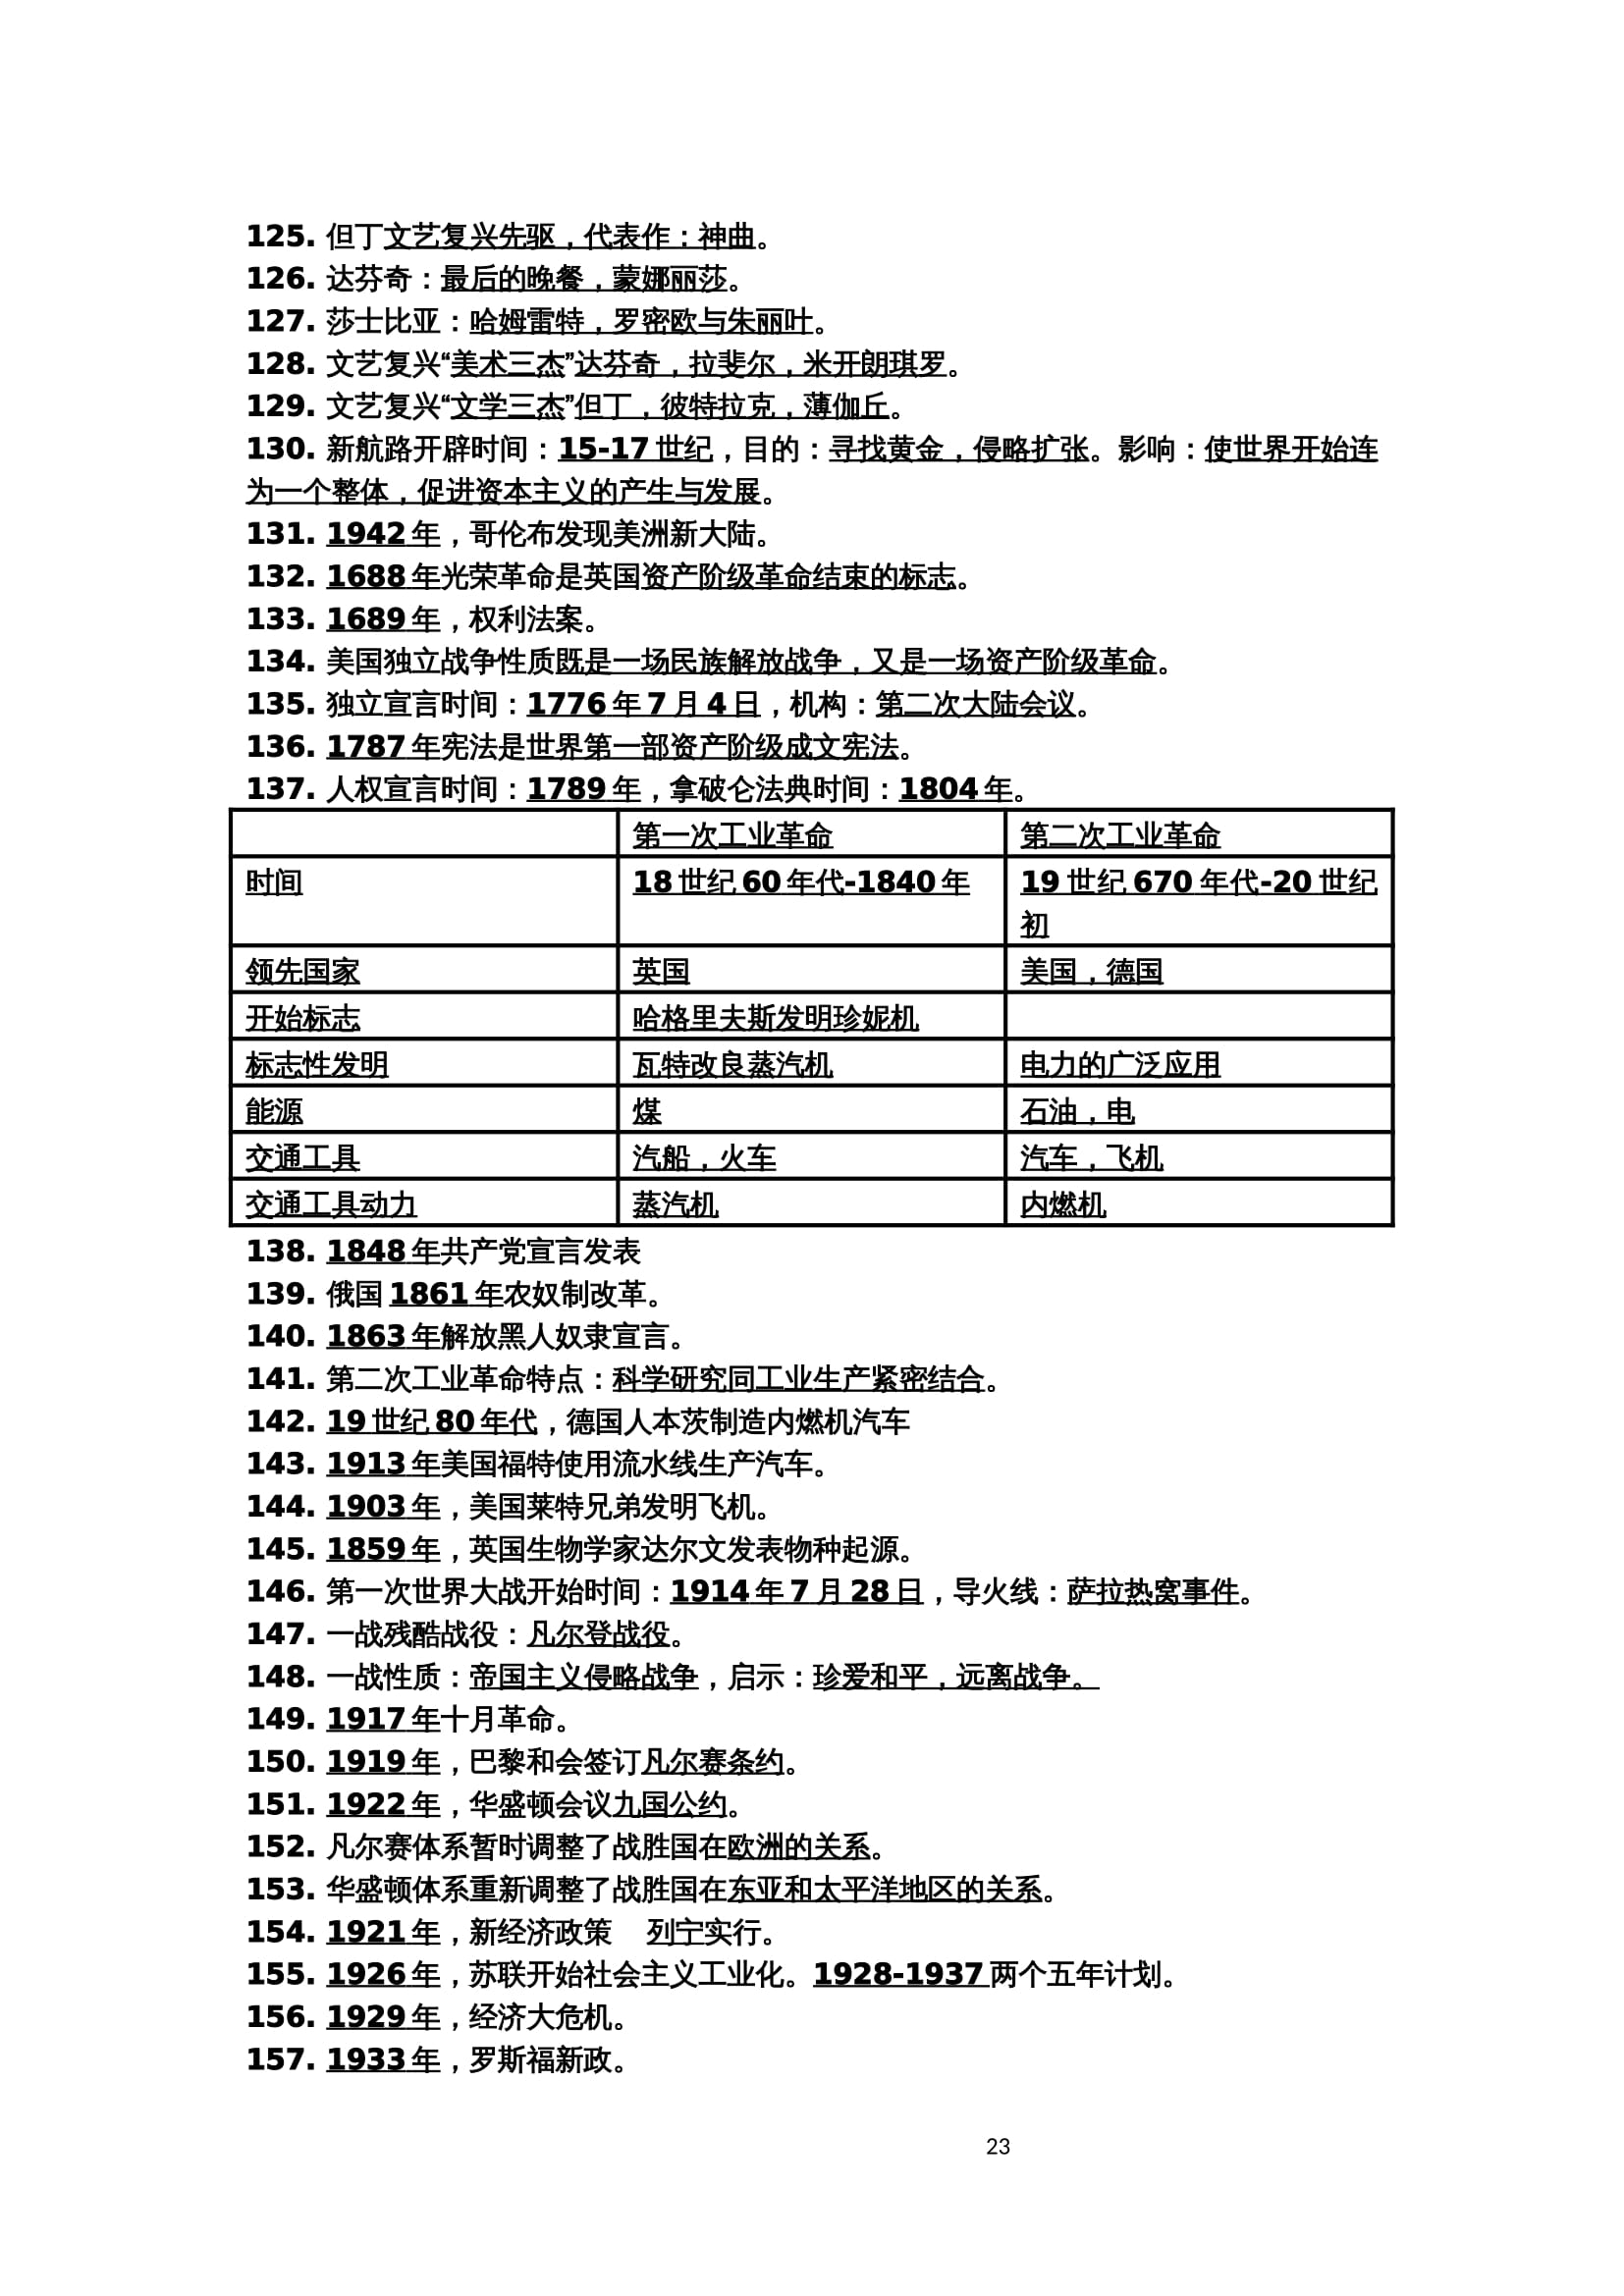 125. 但丁文艺复兴先驱，代表作：神曲。
126. 达芬奇：最后的晚餐，蒙娜丽莎。
127. 莎士比亚：哈姆雷特，罗密欧与朱丽叶。
128. 文艺复兴“美术三杰”达芬奇，拉斐尔，米开朗琪罗。
129. 文艺复兴“文学三杰”但丁，彼特拉克，薄伽丘。
130. 新航路开辟时间：15-17 世纪，目的：寻找黄金，侵略扩张。影响：使世界开始连
为一个整体，促进资本主义的产生与发展。
131. 1942 年，哥伦布发现美洲新大陆。
132. 1688 年光荣革命是英国资产阶级革命结束的标志。
133. 1689 年，权利法案。
134. 美国独立战争性质既是一场民族解放战争，又是一场资产阶级革命。
135. 独立宣言时间：1776 年 7 月 4 日，机构：第二次大陆会议。
136. 1787 年宪法是世界第一部资产阶级成文宪法。
137. 人权宣言时间：1789 年，拿破仑法典时间：1804 年。
第一次工业革命 第二次工业革命
时间 18 世纪 60 年代-1840 年 19 世纪 670 年代-20 世纪
初
领先国家 英国 美国，德国
开始标志 哈格里夫斯发明珍妮机
标志性发明 瓦特改良蒸汽机 电力的广泛应用
能源 煤 石油，电
交通工具 汽船，火车 汽车，飞机
交通工具动力 蒸汽机 内燃机
138. 1848 年共产党宣言发表
139. 俄国 1861 年农奴制改革。
140. 1863 年解放黑人奴隶宣言。
141. 第二次工业革命特点：科学研究同工业生产紧密结合。
142. 19 世纪 80 年代，德国人本茨制造内燃机汽车
143. 1913 年美国福特使用流水线生产汽车。
144. 1903 年，美国莱特兄弟发明飞机。
145. 1859 年，英国生物学家达尔文发表物种起源。
146. 第一次世界大战开始时间：1914 年 7 月 28 日，导火线：萨拉热窝事件。
147. 一战残酷战役：凡尔登战役。
148. 一战性质：帝国主义侵略战争，启示：珍爱和平，远离战争。
149. 1917 年十月革命。
150. 1919 年，巴黎和会签订凡尔赛条约。
151. 1922 年，华盛顿会议九国公约。
152. 凡尔赛体系暂时调整了战胜国在欧洲的关系。
153. 华盛顿体系重新调整了战胜国在东亚和太平洋地区的关系。
154. 1921 年，新经济政策 列宁实行。
155. 1926 年，苏联开始社会主义工业化。1928-1937 两个五年计划。
156. 1929 年，经济大危机。
157. 1933 年，罗斯福新政。
23